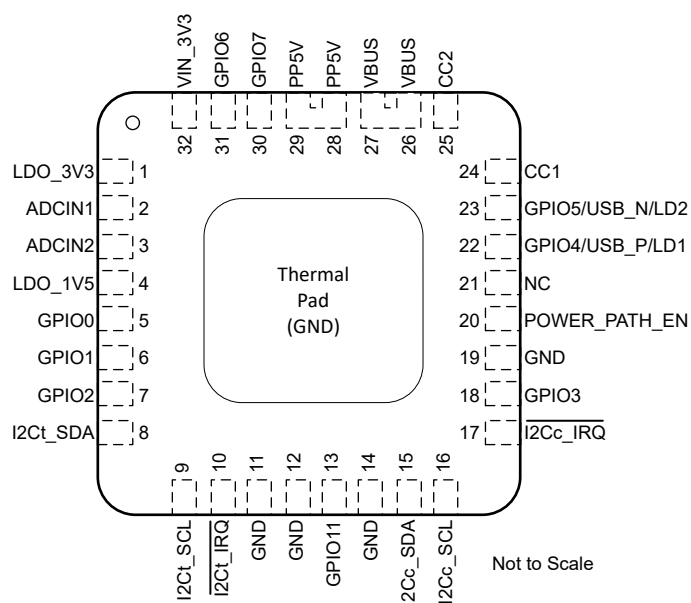 VIN_3V3
GPIO6
GPIO7
PP5V
PP5V
VBUS
VBUS
CC2
32
31
30
29
28
27
26
25
LDO_3V3 1
ADCIN1 2
ADCIN2 3
LDO_1V5 4
GPIO0 5
GPIO1 6
GPIO2 7
I2Ct_SDA 8
Thermal
Pad
(GND)
24 CC1
23 GPIO5/USB_N/LD2
22 GPIO4/USB_P/LD1
21 NC
20 POWER_PATH_EN
19 GND
18 GPIO3
17 I2Cc_IRQ
9
10
11
12
13
14
15
16
I2Ct_SCL
I2Ct_IRQ
GND
GND
GPIO11
GND
2Cc_SDA
I2Cc_SCL
Not to Scale